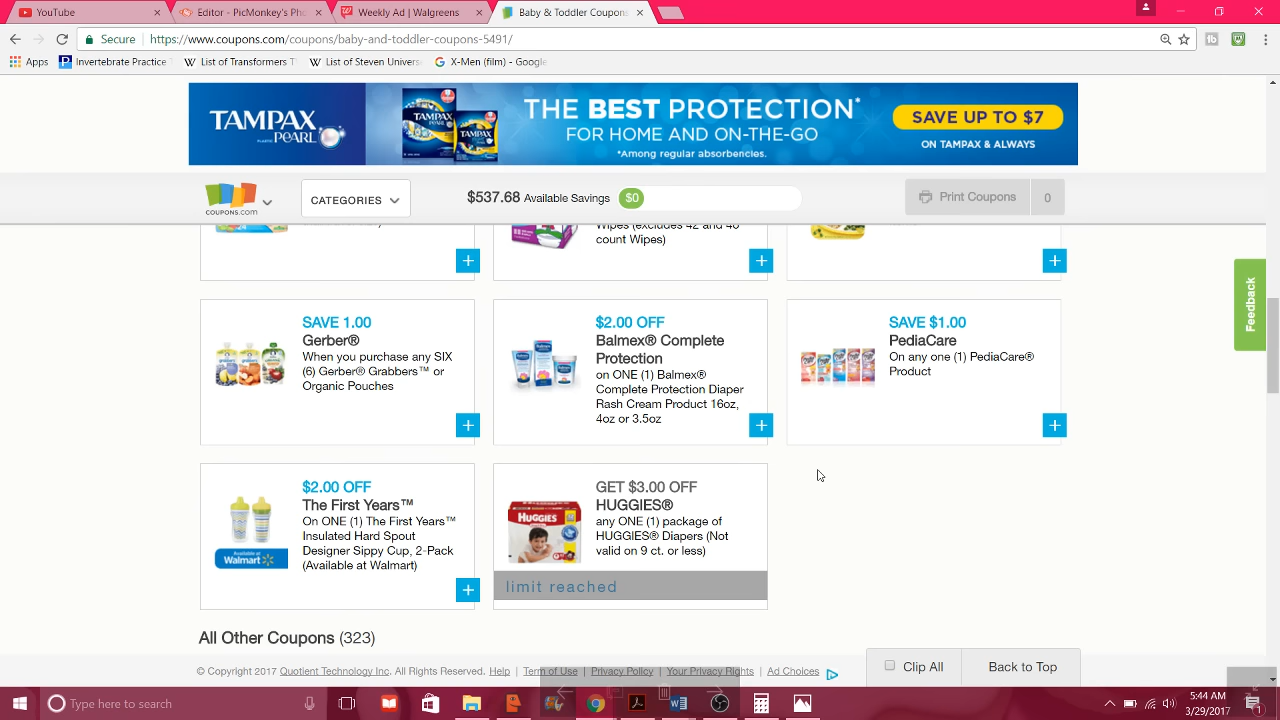 YouTube
Editor - PicMonkey's Ph
Weekly Ad | Walgreens
Baby & Toddler Coupons
Secure
https://www.coupons.com/coupons/baby-and-toddler-coupons-5491/
Apps
Invertebrate Practice
List of Transformers T
List of Steven Univers
X-Men (film) - Google
TAMPAX
PEARL
PLASTIC
THE BEST PROTECTION*
FOR HOME AND ON-THE-GO
*Among regular absorbencies.
SAVE UP TO $7
ON TAMPAX & ALWAYS
COUPONS.COM
CATEGORIES
$537.68 Available Savings
$0
Print Coupons
0
Wipes (excludes 42 and 40
count Wipes)
+
+
+
Feedback
SAVE 1.00
Gerber®
When you purchase any SIX
(6) Gerber® Grabbers™ or
Organic Pouches
+
$2.00 OFF
Balmex® Complete
Protection
on ONE (1) Balmex®
Complete Protection Diaper
Rash Cream Product 16oz,
4oz or 3.5oz
+
SAVE $1.00
PediaCare
On any one (1) PediaCare®
Product
+
$2.00 OFF
The First Years™
On ONE (1) The First Years™
Insulated Hard Spout
Designer Sippy Cup, 2-Pack
(Available at Walmart)
Available at
Walmart
+
GET $3.00 OFF
HUGGIES®
any ONE (1) package of
HUGGIES® Diapers (Not
valid on 9 ct. or less)
HUGGIES
limit reached
All Other Coupons (323)
© Copyright 2017 Quotient Technology Inc. All Rights Reserved. Help | Term of Use | Privacy Policy | Your Privacy Rights | Ad Choices
Clip All
Back to Top
Type here to search
5:44 AM
3/29/2017